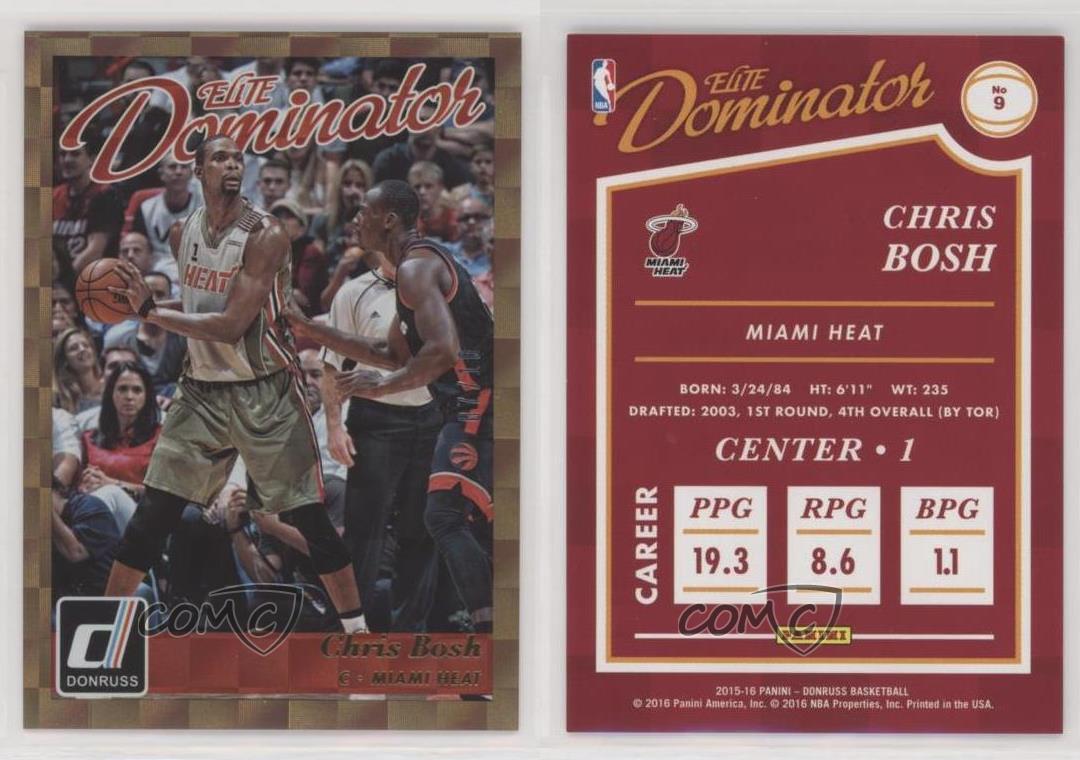 ELITE
Dominator
1
HEAT
COMC
Chris Bosh
C · MIAMI HEAT
d
DONRUSS
NBA
ELITE
Dominator
No
9
MIAMI
HEAT
CHRIS
BOSH
MIAMI HEAT
BORN: 3/24/84 HT: 6'11" WT: 235
DRAFTED: 2003, 1ST ROUND, 4TH OVERALL (BY TOR)
CENTER • 1
CAREER
PPG RPG BPG
19.3 8.6 1.1
COMC
PANINI
2015-16 PANINI – DONRUSS BASKETBALL
© 2016 Panini America, Inc. © 2016 NBA Properties, Inc. Printed in the USA.